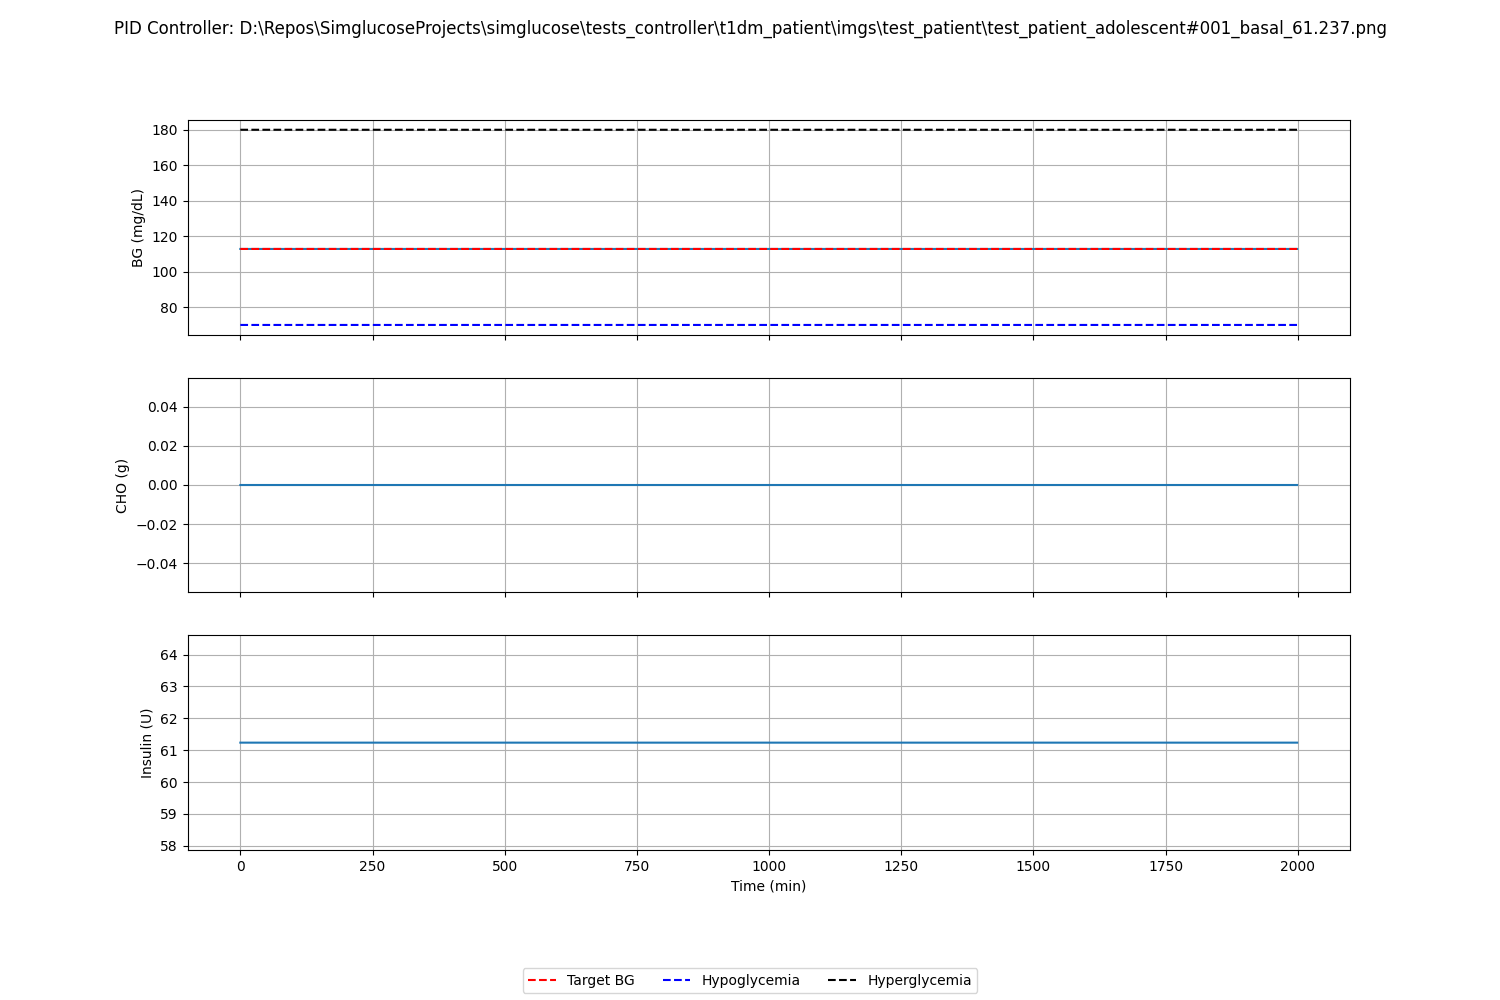 PID Controller: D:\Repos\SimglucoseProjects\simglucose\tests_controller\t1dm_patient\imgs\test_patient\test_patient_adolescent#001_basal_61.237.png
180
160
140
120
100
80
BG (mg/dL)
0.04
0.02
0.00
−0.02
−0.04
CHO (g)
64
63
62
61
60
59
58
Insulin (U)
0 250 500 750 1000 1250 1500 1750 2000
Time (min)
Target BG Hypoglycemia Hyperglycemia